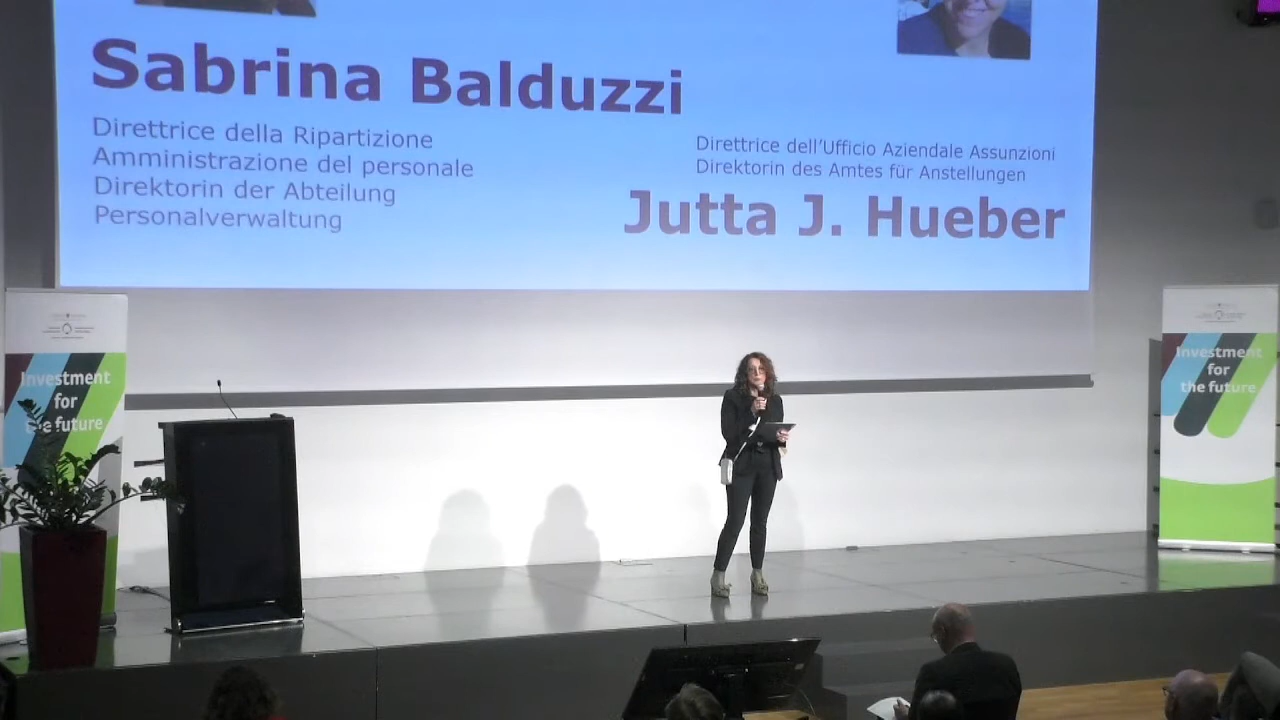 Sabrina Balduzzi
Direttrice della Ripartizione
Amministrazione del personale
Direktorin der Abteilung
Personalverwaltung
Direttrice dell'Ufficio Aziendale Assunzioni
Direktorin des Amtes für Anstellungen
Jutta J. Hueber
Investment
for
the future
Investment
for
the future